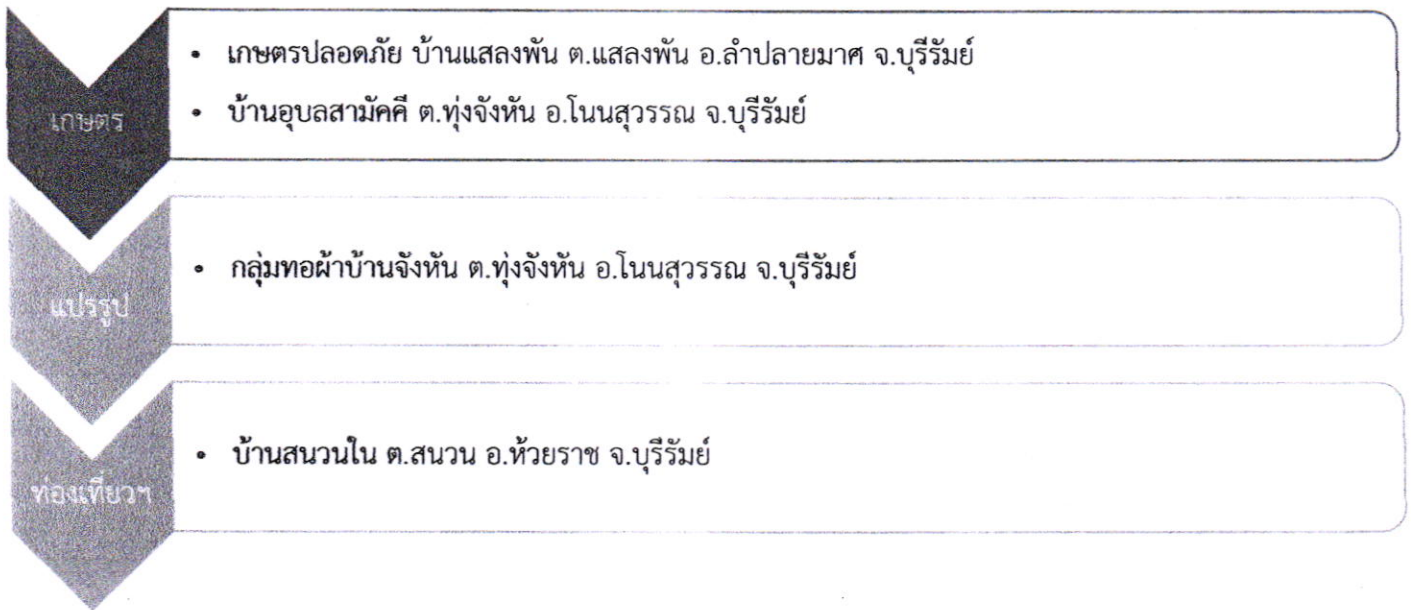 เกษตร
• เกษตรปลอดภัย บ้านแสลงพัน ต.แสลงพัน อ.ลำปลายมาศ จ.บุรีรัมย์
• บ้านอุบลสามัคคี ต.ทุ่งจังหัน อ.โนนสุวรรณ จ.บุรีรัมย์
แปรรูป
• กลุ่มทอผ้าบ้านจังหัน ต.ทุ่งจังหัน อ.โนนสุวรรณ จ.บุรีรัมย์
ท่องเที่ยวฯ
• บ้านสนวนใน ต.สนวน อ.ห้วยราช จ.บุรีรัมย์